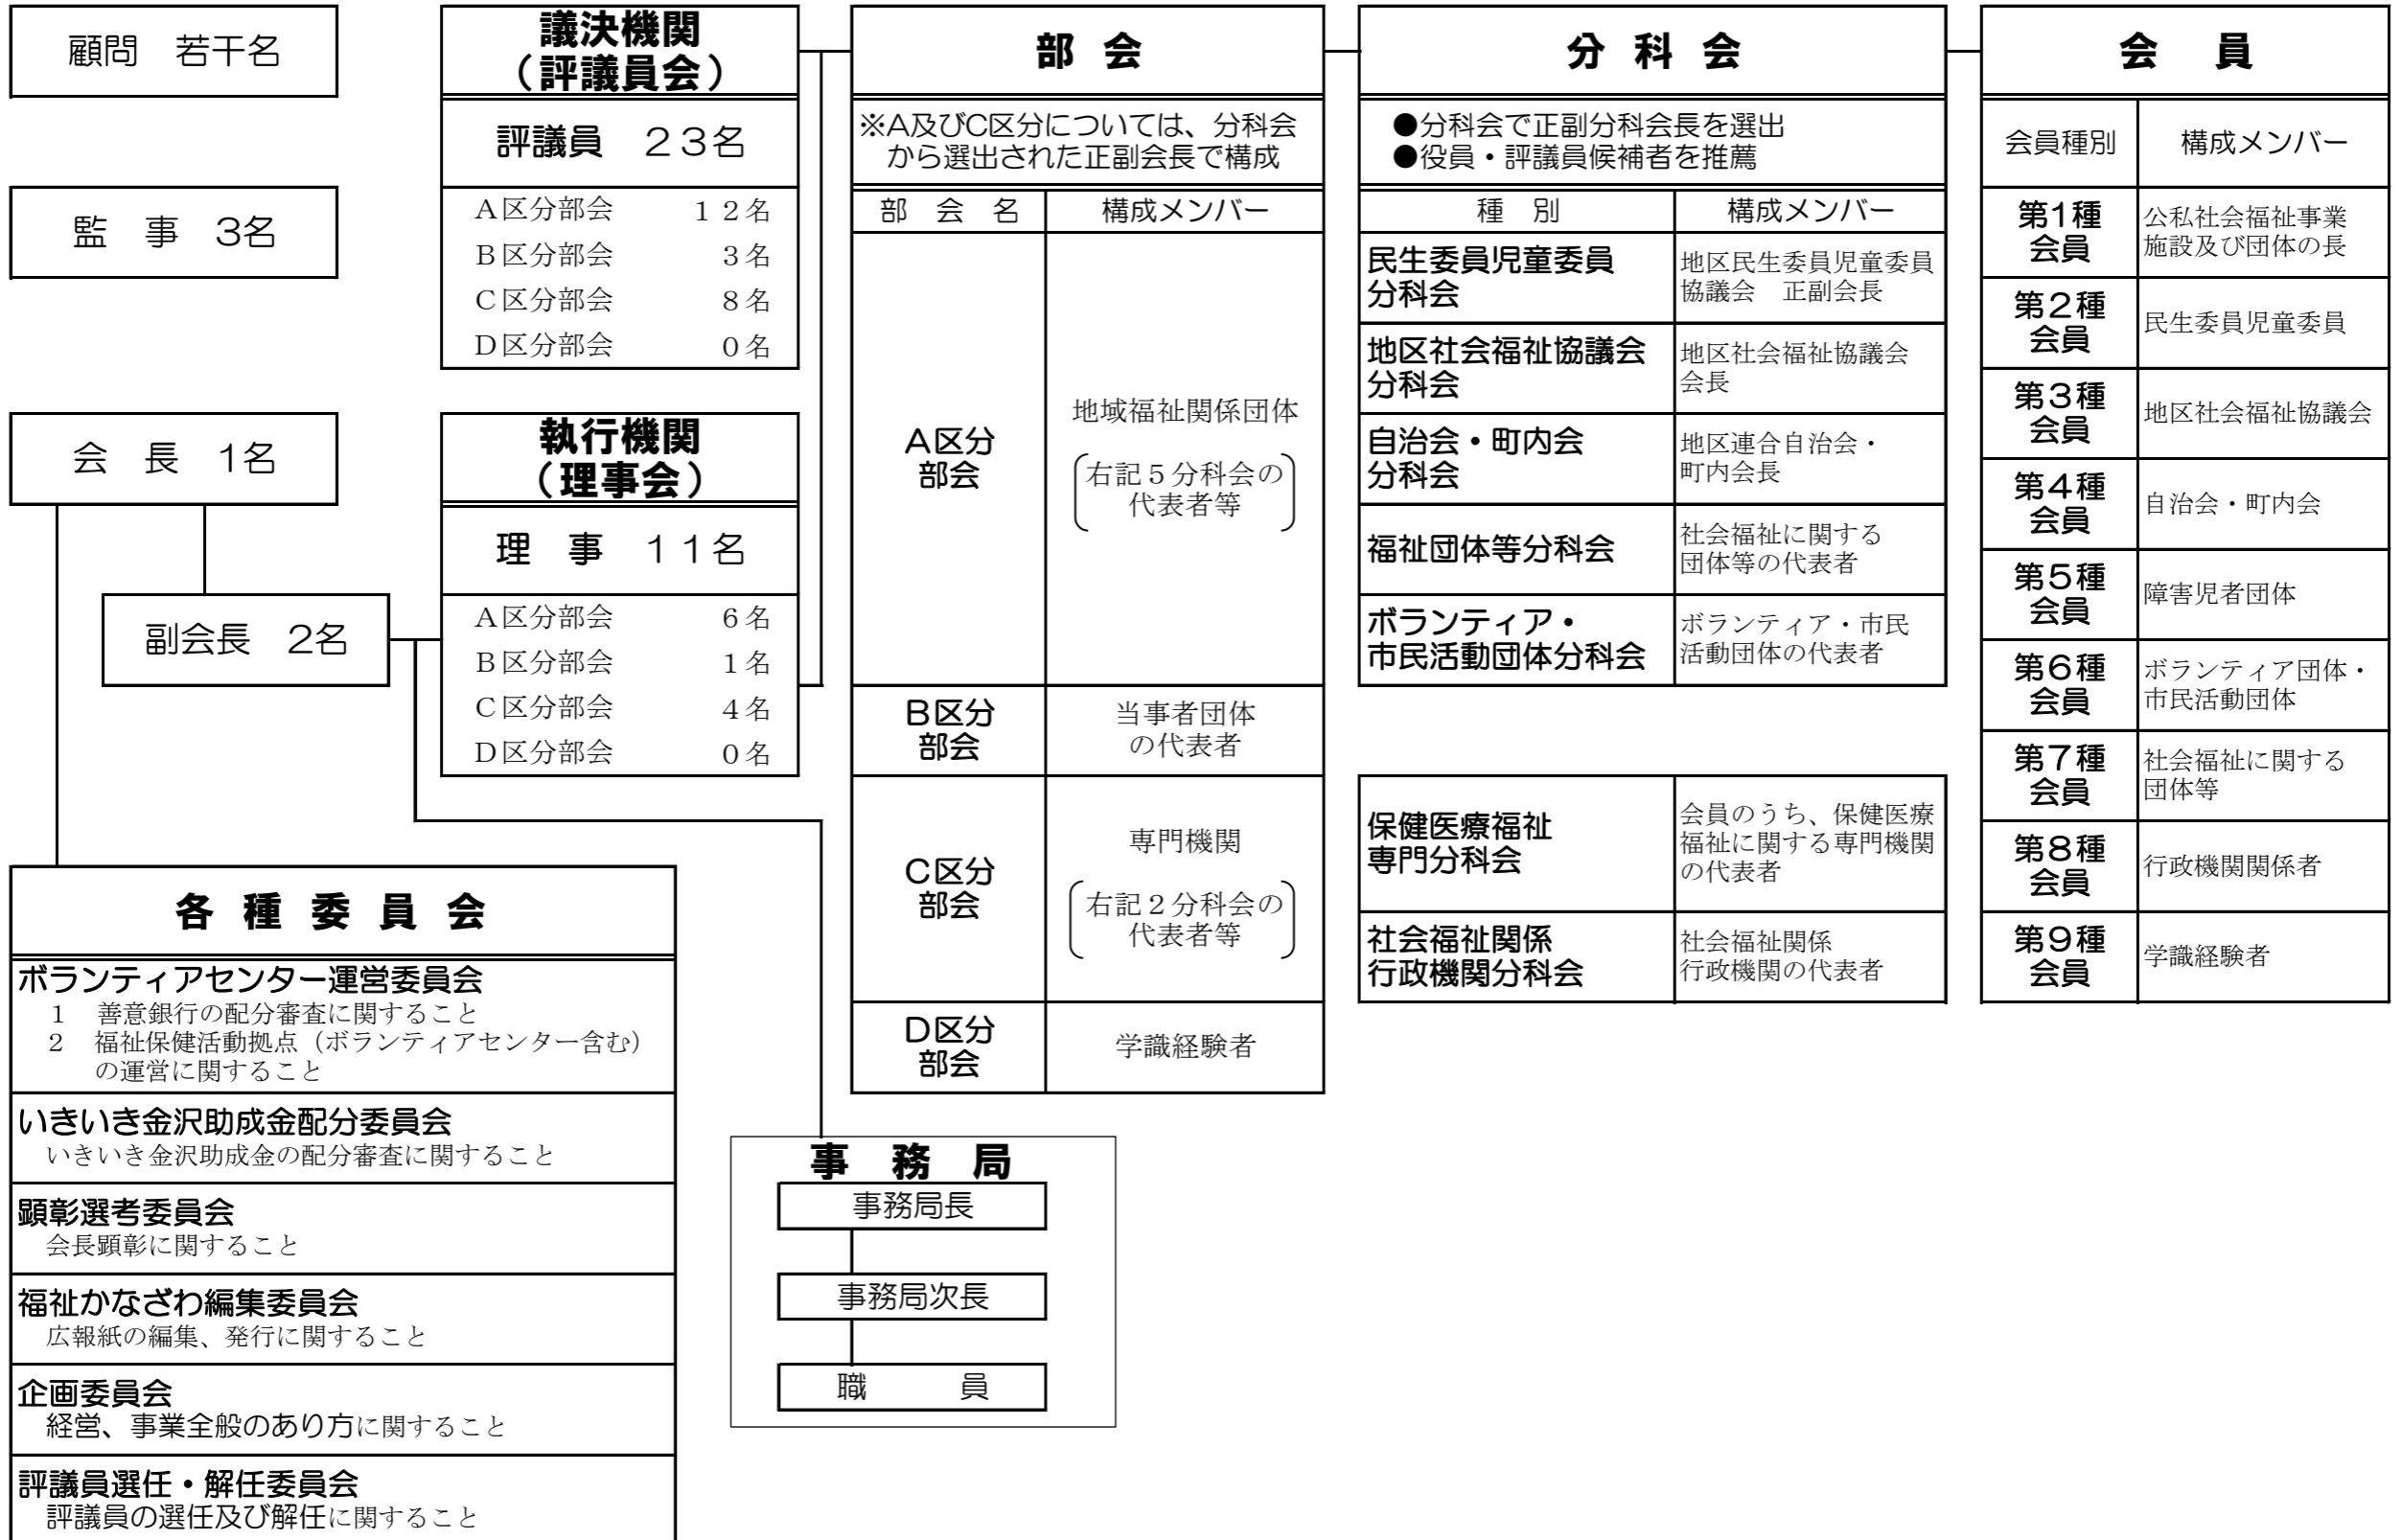 顧問　若干名
監　事　3名
会　長　1名
副会長　2名
議決機関
（評議員会）
評議員　２３名
A区分部会　１２名
B区分部会　３名
C区分部会　８名
D区分部会　０名
執行機関
（理事会）
理　事　１１名
A区分部会　６名
B区分部会　１名
C区分部会　４名
D区分部会　０名
部　会
※A及びC区分については、分科会
から選出された正副会長で構成
部　会　名　構成メンバー
A区分
部会
地域福祉関係団体
右記５分科会の
代表者等
B区分
部会
当事者団体
の代表者
C区分
部会
専門機関
右記２分科会の
代表者等
D区分
部会
学識経験者
分　科　会
●分科会で正副分科会長を選出
●役員・評議員候補者を推薦
種　別　構成メンバー
民生委員児童委員
分科会
地区民生委員児童委員
協議会　正副会長
地区社会福祉協議会
分科会
地区社会福祉協議会
会長
自治会・町内会
分科会
地区連合自治会・
町内会長
福祉団体等分科会
社会福祉に関する
団体等の代表者
ボランティア・
市民活動団体分科会
ボランティア・市民
活動団体の代表者
保健医療福祉
専門分科会
会員のうち、保健医療
福祉に関する専門機関
の代表者
社会福祉関係
行政機関分科会
社会福祉関係
行政機関の代表者
会　員
会員種別　構成メンバー
第1種
会員
公私社会福祉事業
施設及び団体の長
第2種
会員
民生委員児童委員
第3種
会員
地区社会福祉協議会
第4種
会員
自治会・町内会
第5種
会員
障害児者団体
第6種
会員
ボランティア団体・
市民活動団体
第7種
会員
社会福祉に関する
団体等
第8種
会員
行政機関関係者
第9種
会員
学識経験者
各　種　委　員　会
ボランティアセンター運営委員会
1　善意銀行の配分審査に関すること
2　福祉保健活動拠点（ボランティアセンター含む）
の運営に関すること
いきいき金沢助成金配分委員会
いきいき金沢助成金の配分審査に関すること
顕彰選考委員会
会長顕彰に関すること
福祉かなざわ編集委員会
広報紙の編集、発行に関すること
企画委員会
経営、事業全般のあり方に関すること
評議員選任・解任委員会
評議員の選任及び解任に関すること
事　務　局
事務局長
事務局次長
職　員